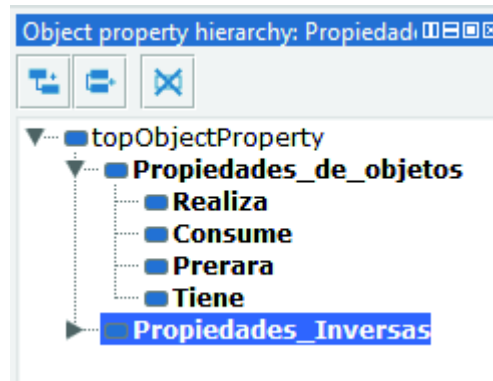 Object property hierarchy: Propiedad
topObjectProperty
Propiedades_de_objetos
Realiza
Consume
Prerara
Tiene
Propiedades_Inversas